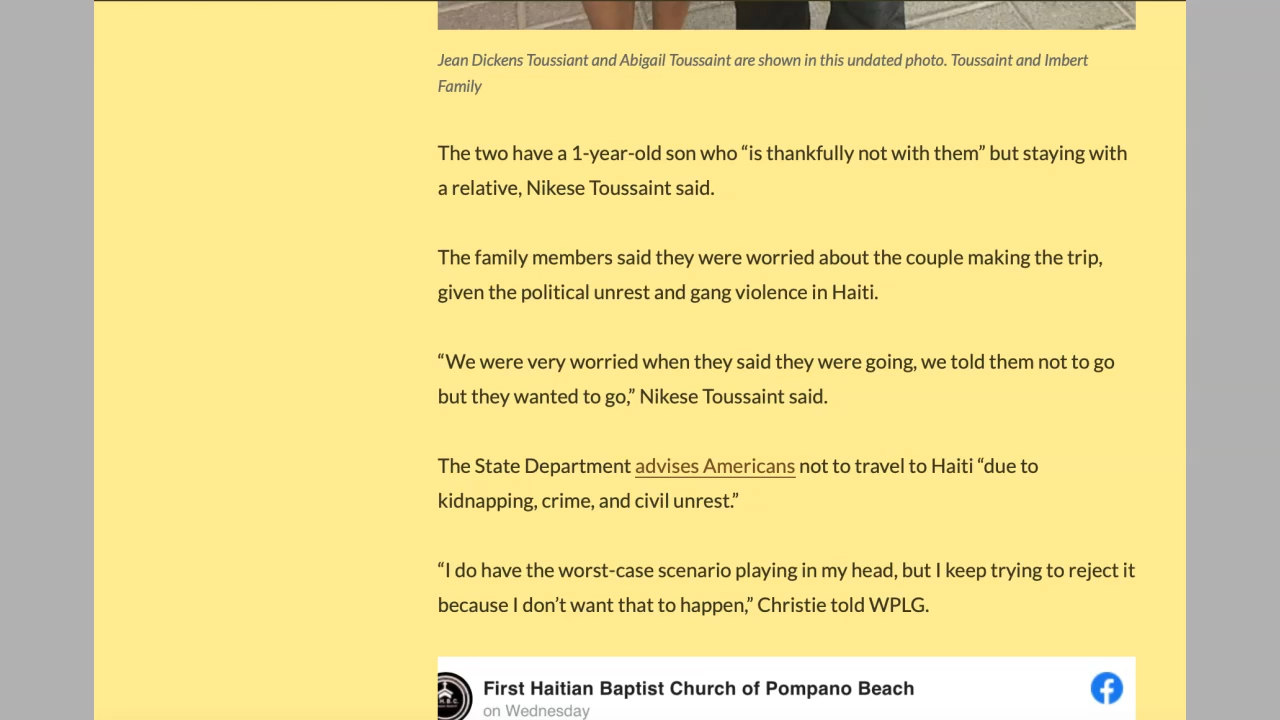 Jean Dickens Toussiant and Abigail Toussaint are shown in this undated photo. Toussaint and Imbert
Family
The two have a 1-year-old son who “is thankfully not with them” but staying with
a relative, Nikese Toussaint said.
The family members said they were worried about the couple making the trip,
given the political unrest and gang violence in Haiti.
“We were very worried when they said they were going, we told them not to go
but they wanted to go,” Nikese Toussaint said.
The State Department advises Americans not to travel to Haiti “due to
kidnapping, crime, and civil unrest.”
“I do have the worst-case scenario playing in my head, but I keep trying to reject it
because I don’t want that to happen,” Christie told WPLG.
First Haitian Baptist Church of Pompano Beach
on Wednesday